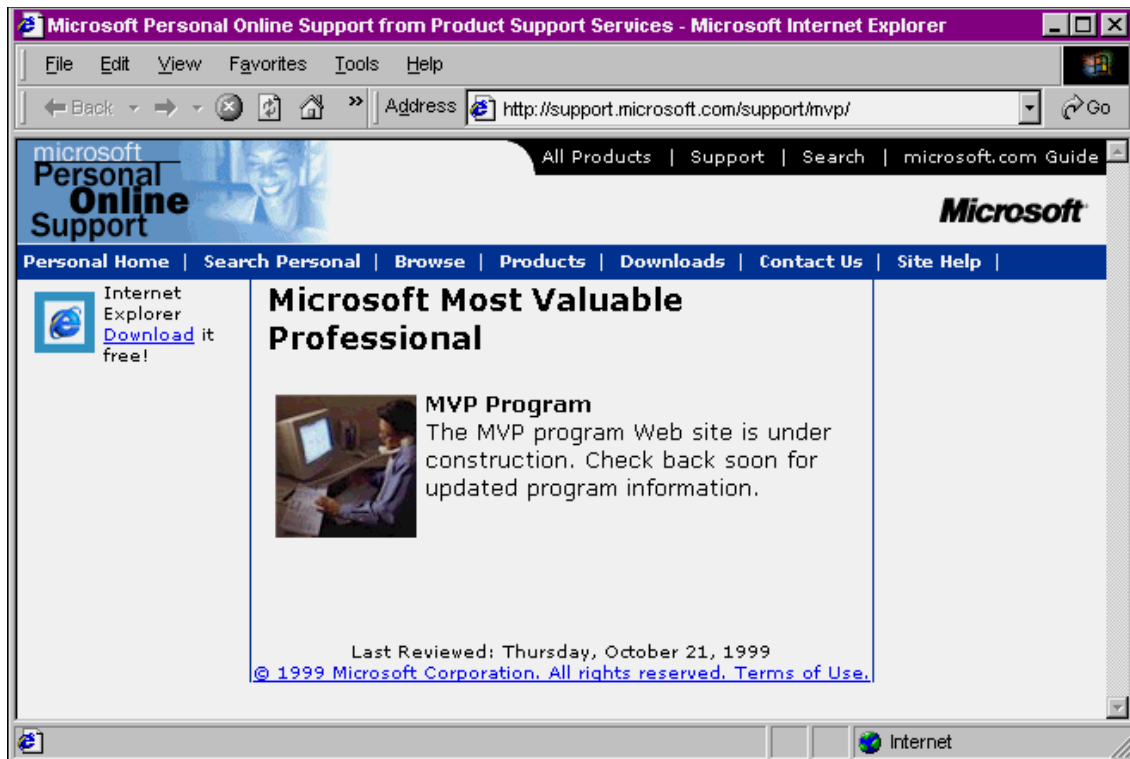 Microsoft Personal Online Support from Product Support Services - Microsoft Internet Explorer
File Edit View Favorites Tools Help
Back » Address http://support.microsoft.com/support/mvp/ Go
microsoft
Personal
Online
Support
All Products | Support | Search | microsoft.com Guide
Microsoft
Personal Home | Search Personal | Browse | Products | Downloads | Contact Us | Site Help |
Internet
Explorer
Download it
free!
Microsoft Most Valuable
Professional
MVP Program
The MVP program Web site is under
construction. Check back soon for
updated program information.
Last Reviewed: Thursday, October 21, 1999
© 1999 Microsoft Corporation. All rights reserved. Terms of Use.
Internet